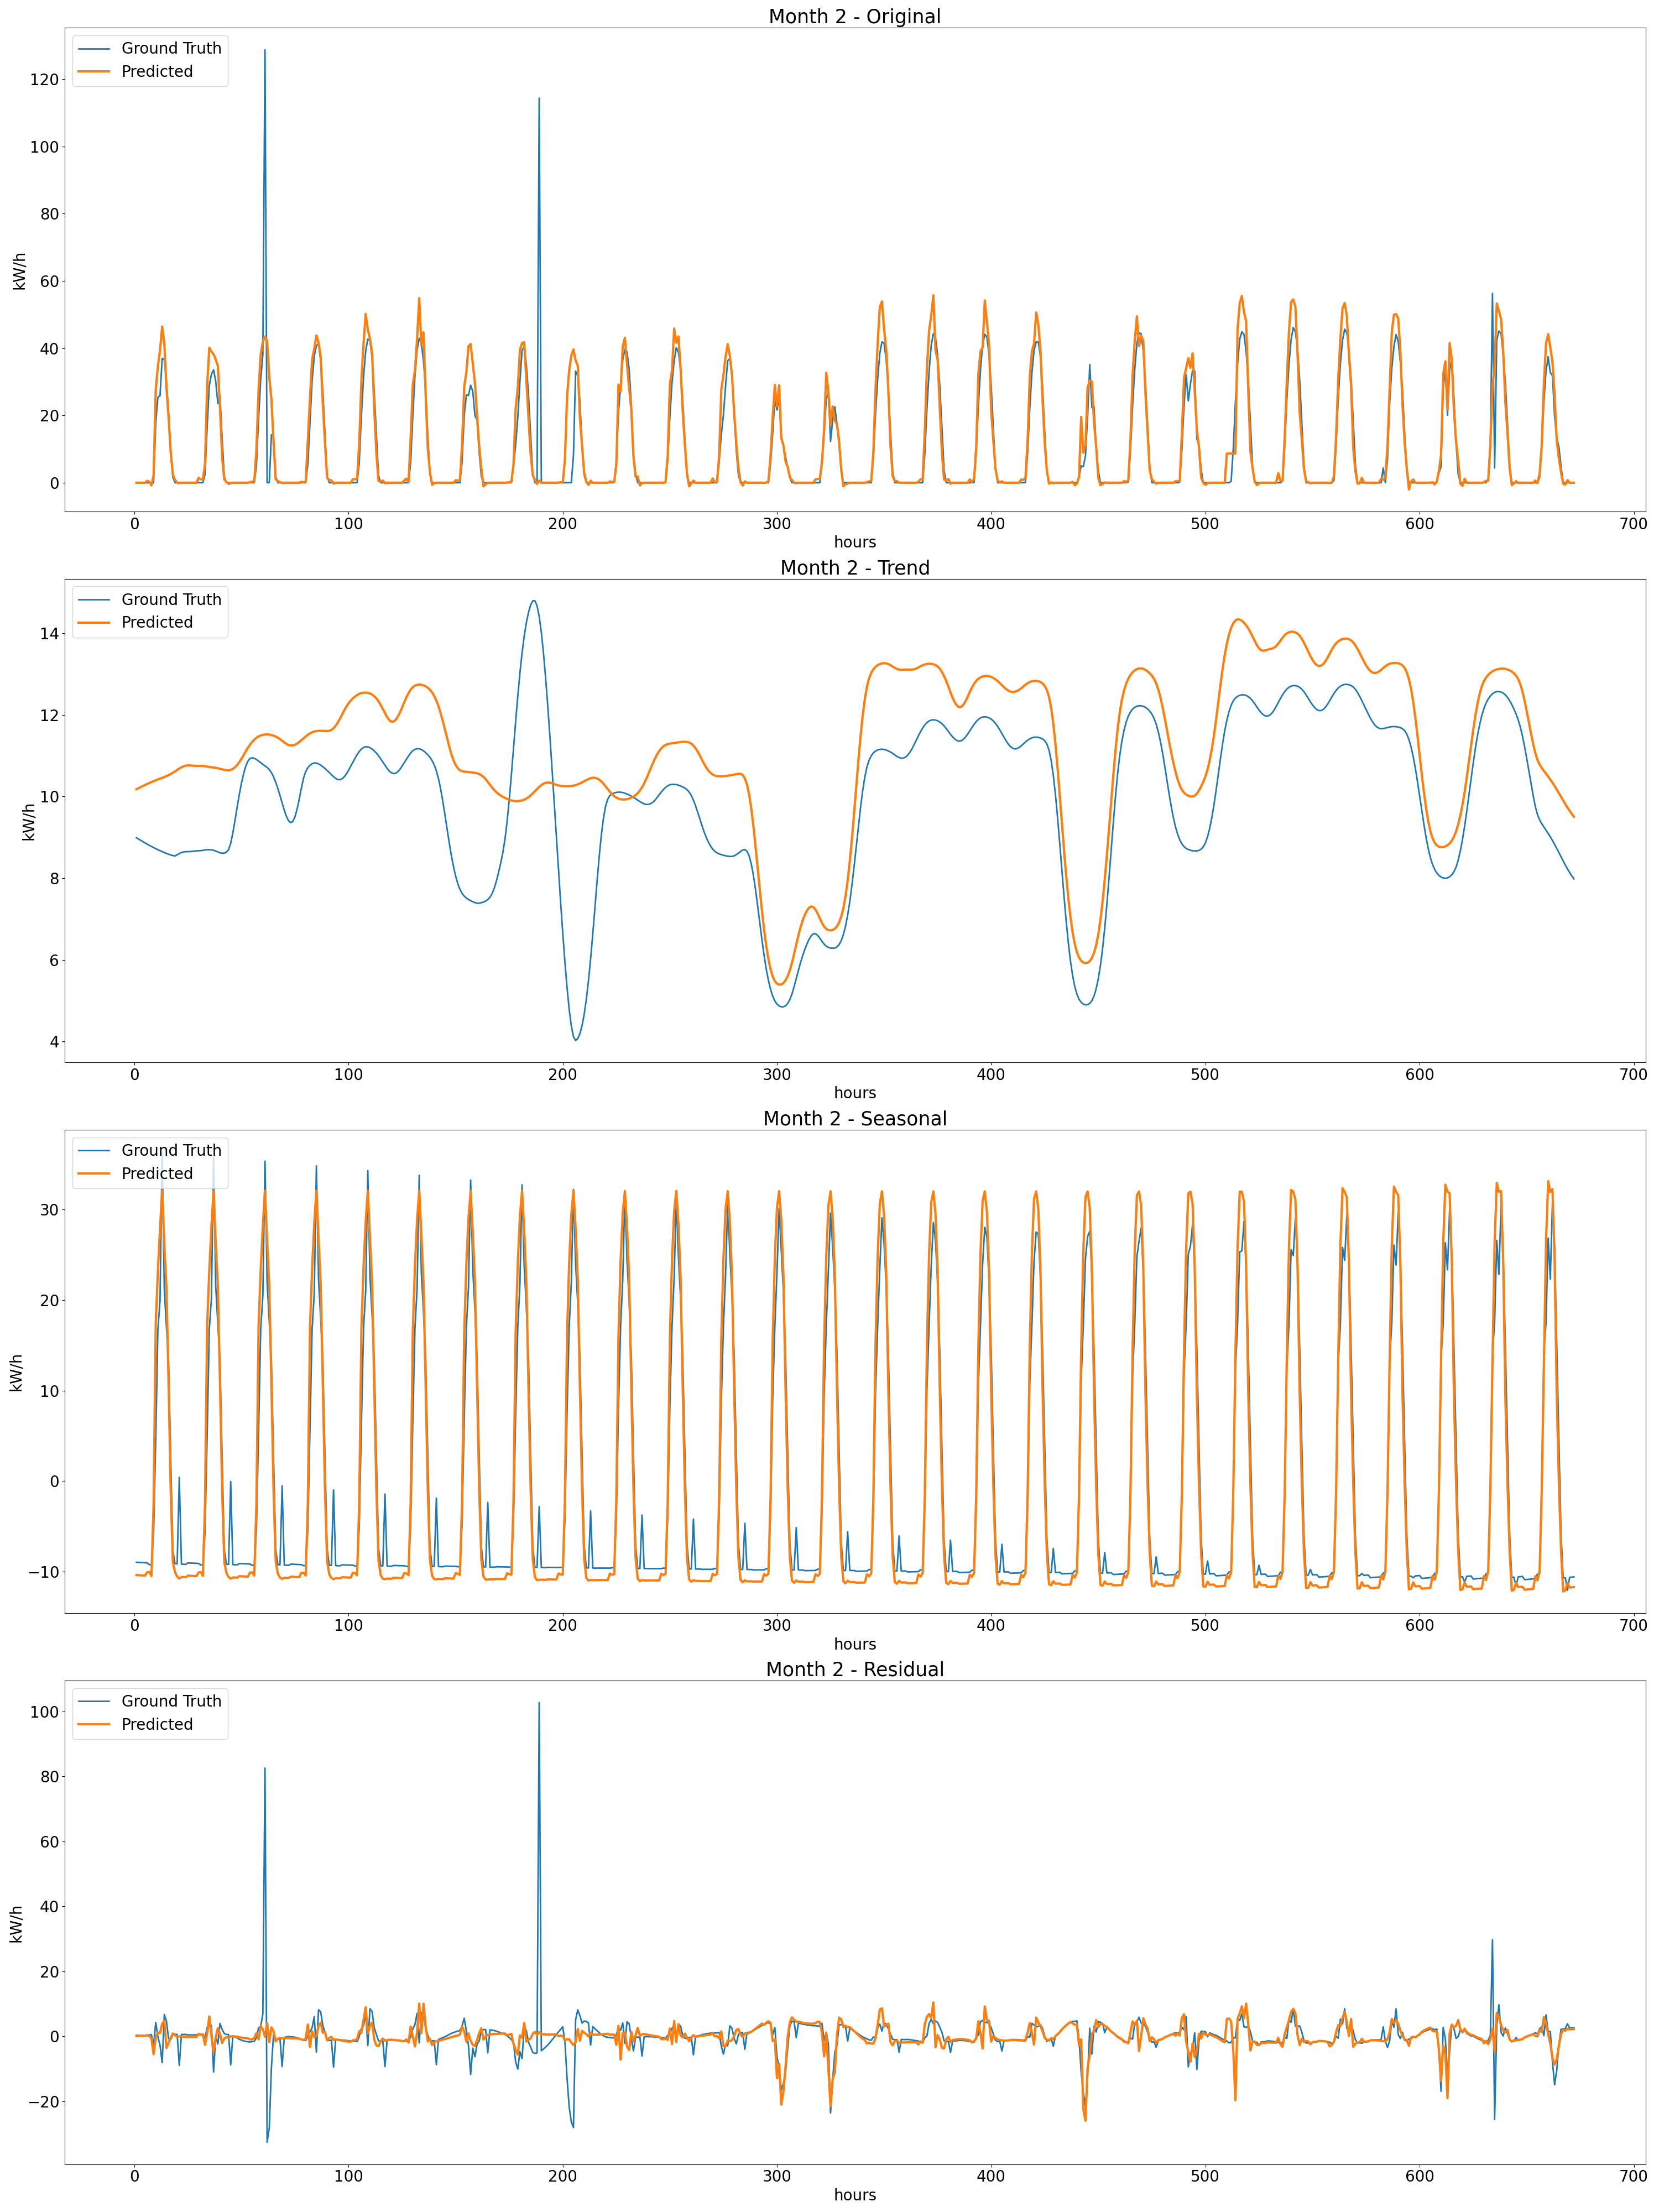 Month 2 - Original
Ground Truth
Predicted
120
100
80
60
40
20
0
kW/h
0 100 200 300 400 500 600 700
hours
Month 2 - Trend
Ground Truth
Predicted
14
12
10
8
6
4
kW/h
0 100 200 300 400 500 600 700
hours
Month 2 - Seasonal
Ground Truth
Predicted
30
20
10
0
−10
kW/h
0 100 200 300 400 500 600 700
hours
Month 2 - Residual
Ground Truth
Predicted
100
80
60
40
20
0
−20
kW/h
0 100 200 300 400 500 600 700
hours